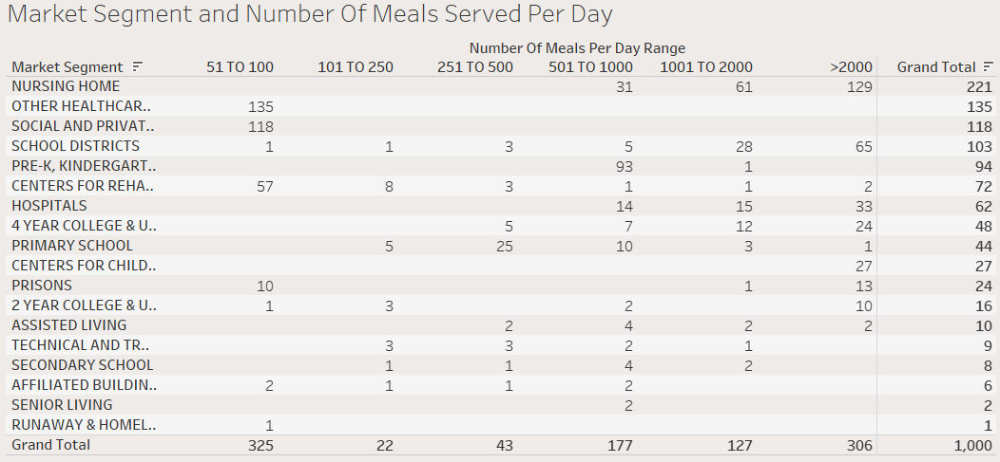 Market Segment and Number Of Meals Served Per Day
Number Of Meals Per Day Range
Market Segment 51 TO 100 101 TO 250 251 TO 500 501 TO 1000 1001 TO 2000 >2000 Grand Total
NURSING HOME 31 61 129 221
OTHER HEALTHCAR.. 135 135
SOCIAL AND PRIVAT.. 118 118
SCHOOL DISTRICTS 1 1 3 5 28 65 103
PRE-K, KINDERGART.. 93 1 94
CENTERS FOR REHA.. 57 8 3 1 1 2 72
HOSPITALS 14 15 33 62
4 YEAR COLLEGE & U.. 5 7 12 24 48
PRIMARY SCHOOL 5 25 10 3 1 44
CENTERS FOR CHILD.. 27 27
PRISONS 10 1 13 24
2 YEAR COLLEGE & U.. 1 3 2 10 16
ASSISTED LIVING 2 4 2 2 10
TECHNICAL AND TR.. 3 3 2 1 9
SECONDARY SCHOOL 1 1 4 2 8
AFFILIATED BUILDIN.. 2 1 1 2 6
SENIOR LIVING 2 2
RUNAWAY & HOMEL.. 1 1
Grand Total 325 22 43 177 127 306 1,000